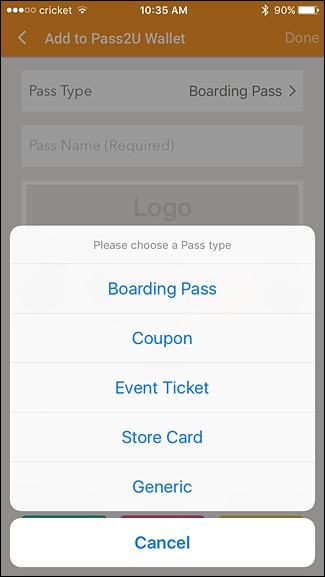 cricket 10:35 AM 90%
Add to Pass2U Wallet Done
Pass Type Boarding Pass
Pass Name (Required)
Logo
Please choose a Pass type
Boarding Pass
Coupon
Event Ticket
Store Card
Generic
Cancel